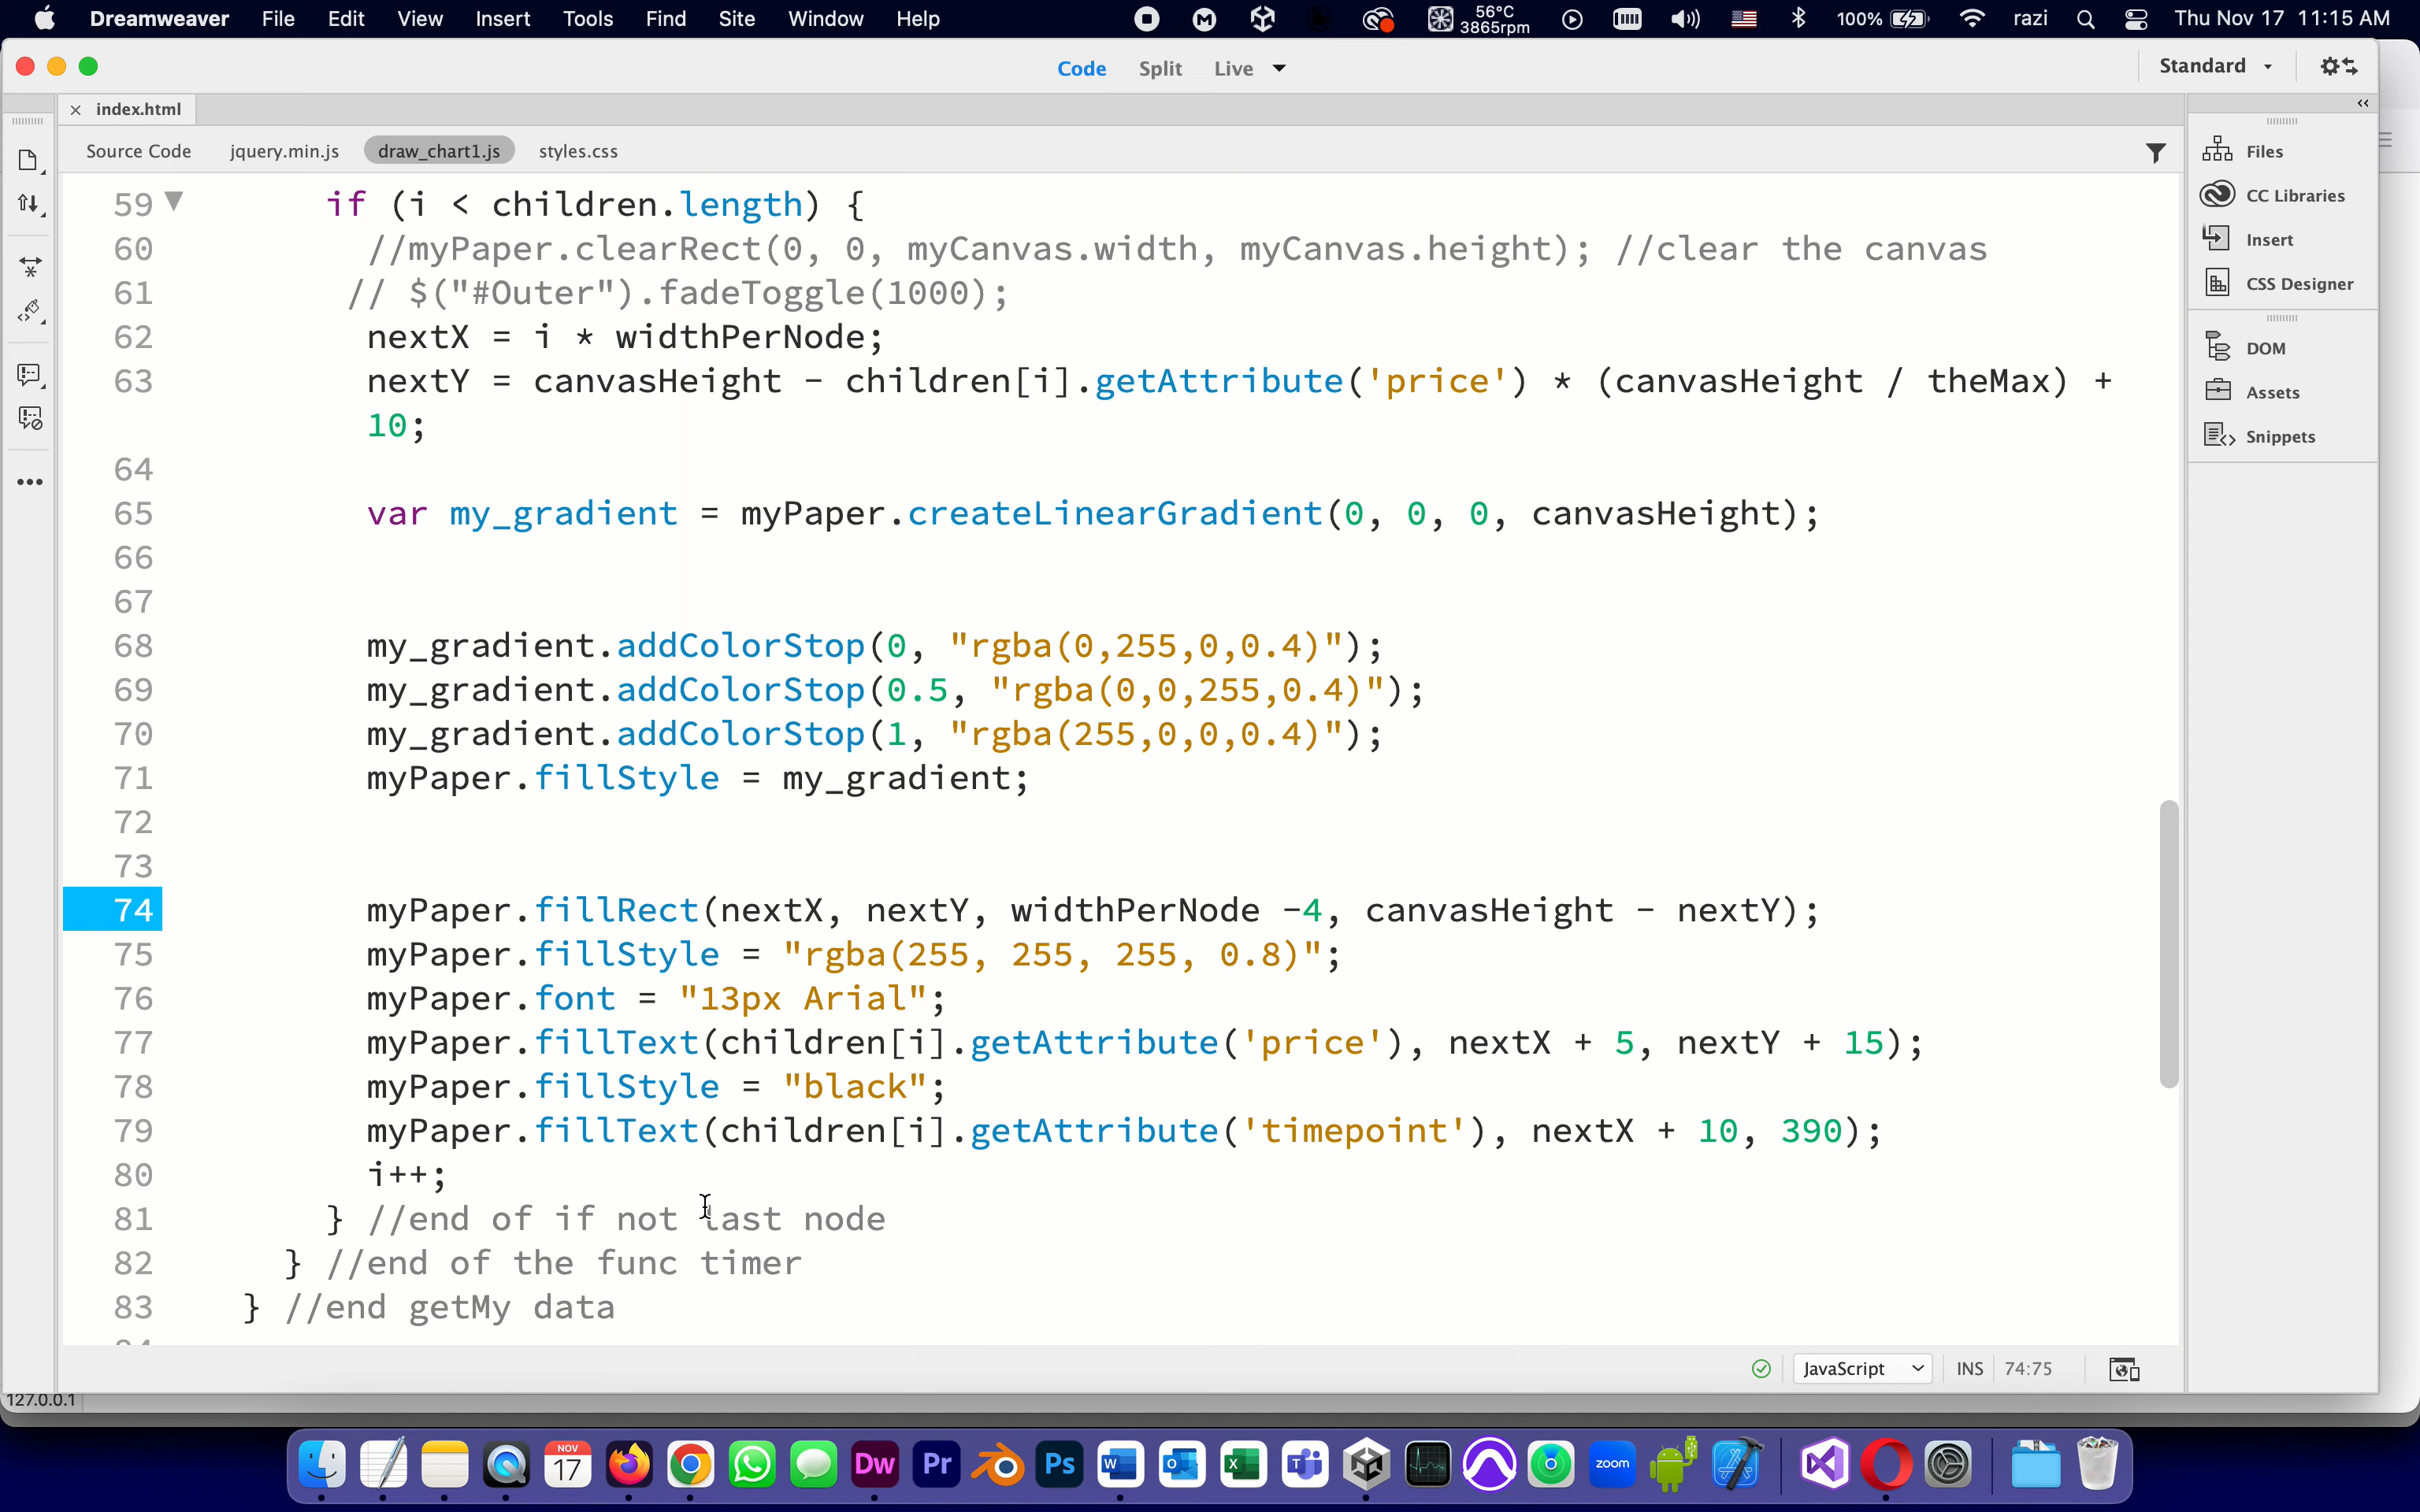 Dreamweaver File Edit View Insert Tools Find Site Window Help 56°C 3865rpm 100% razi Thu Nov 17 11:15 AM
Code Split Live Standard
index.html
Source Code jquery.min.js draw_chart1.js styles.css
59 if (i < children.length) {
60 //myPaper.clearRect(0, 0, myCanvas.width, myCanvas.height); //clear the canvas
61 // $("#Outer").fadeToggle(1000);
62 nextX = i * widthPerNode;
63 nextY = canvasHeight - children[i].getAttribute('price') * (canvasHeight / theMax) +
10;
64
65 var my_gradient = myPaper.createLinearGradient(0, 0, 0, canvasHeight);
66
67
68 my_gradient.addColorStop(0, "rgba(0,255,0,0.4)");
69 my_gradient.addColorStop(0.5, "rgba(0,0,255,0.4)");
70 my_gradient.addColorStop(1, "rgba(255,0,0,0.4)");
71 myPaper.fillStyle = my_gradient;
72
73
74 myPaper.fillRect(nextX, nextY, widthPerNode -4, canvasHeight - nextY);
75 myPaper.fillStyle = "rgba(255, 255, 255, 0.8)";
76 myPaper.font = "13px Arial";
77 myPaper.fillText(children[i].getAttribute('price'), nextX + 5, nextY + 15);
78 myPaper.fillStyle = "black";
79 myPaper.fillText(children[i].getAttribute('timepoint'), nextX + 10, 390);
80 i++;
81 } //end of if not last node
82 } //end of the func timer
83 } //end getMy data
Files
CC Libraries
Insert
CSS Designer
DOM
Assets
Snippets
JavaScript INS 74:75
127.0.0.1
NOV
17
Dw Pr Ps W O X T zoom